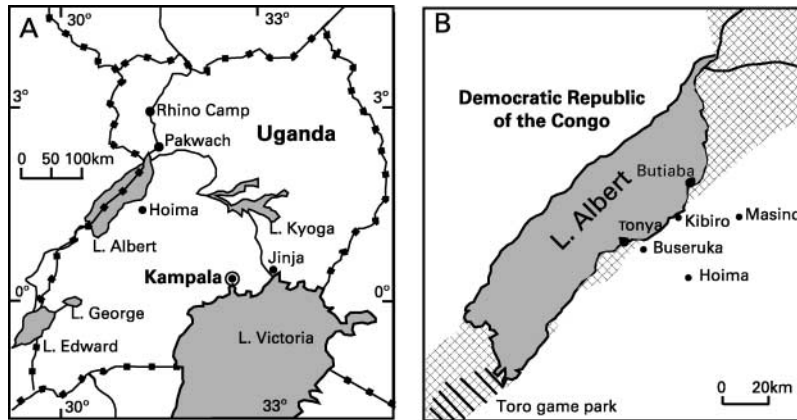 A
30°
33°
3°
3°
Rhino Camp
Pakwach
Uganda
0 50 100km
Hoima
L. Albert
L. Kyoga
Jinja
Kampala
0°
0°
L. George
L. Victoria
L. Edward
30°
33°
B
Democratic Republic
of the Congo
L. Albert
Butiaba
Kibiro
Masindi
Tonya
Buseruka
Hoima
Toro game park
0 20km